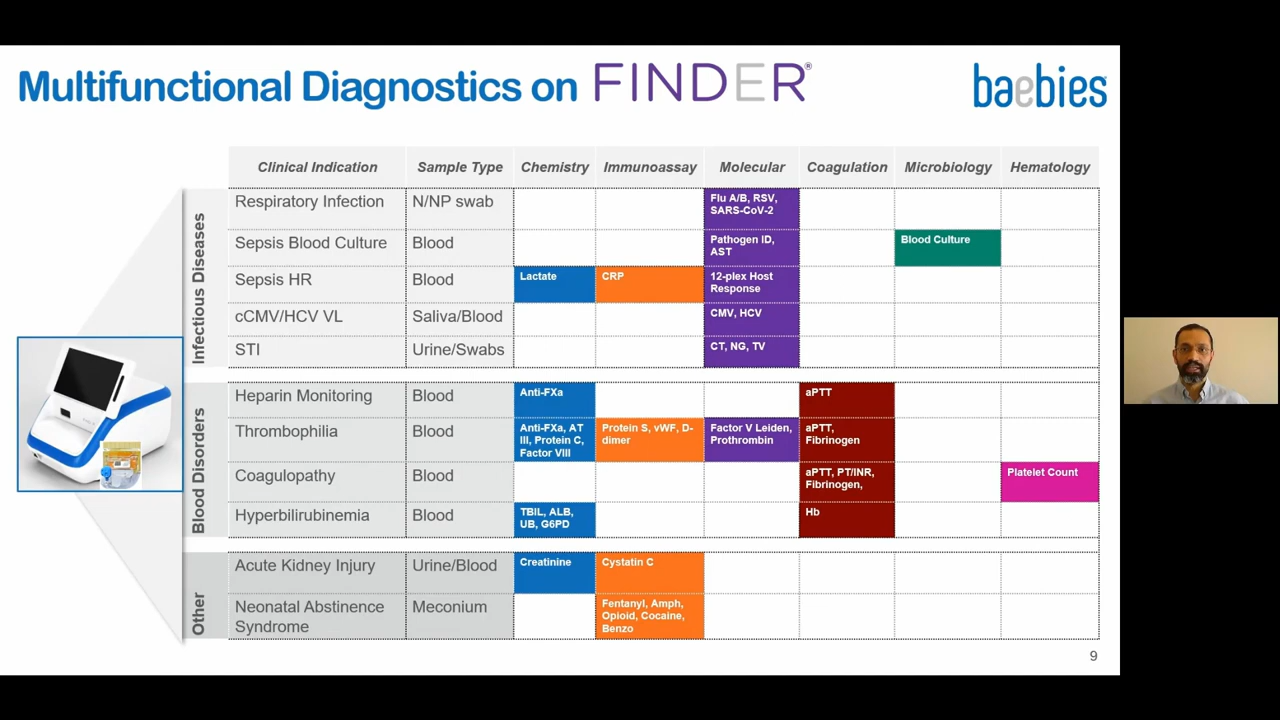 Multifunctional Diagnostics on FINDER®
baebies
Clinical Indication Sample Type Chemistry Immunoassay Molecular Coagulation Microbiology Hematology
Infectious Diseases
Respiratory Infection N/NP swab
Flu A/B, RSV,
SARS-CoV-2
Sepsis Blood Culture Blood
Pathogen ID,
AST
Blood Culture
Sepsis HR Blood Lactate CRP
12-plex Host
Response
cCMV/HCV VL Saliva/Blood CMV, HCV
STI Urine/Swabs CT, NG, TV
Blood Disorders
Heparin Monitoring Blood Anti-FXa aPTT
Thrombophilia Blood
Anti-FXa, AT
III, Protein C,
Factor VIII
Protein S, vWF, D-
dimer
Factor V Leiden,
Prothrombin
aPTT,
Fibrinogen
Coagulopathy Blood
aPTT, PT/INR,
Fibrinogen,
Platelet Count
Hyperbilirubinemia Blood
TBIL, ALB,
UB, G6PD
Hb
Other
Acute Kidney Injury Urine/Blood Creatinine Cystatin C
Neonatal Abstinence
Syndrome
Meconium
Fentanyl, Amph,
Opioid, Cocaine,
Benzo
9